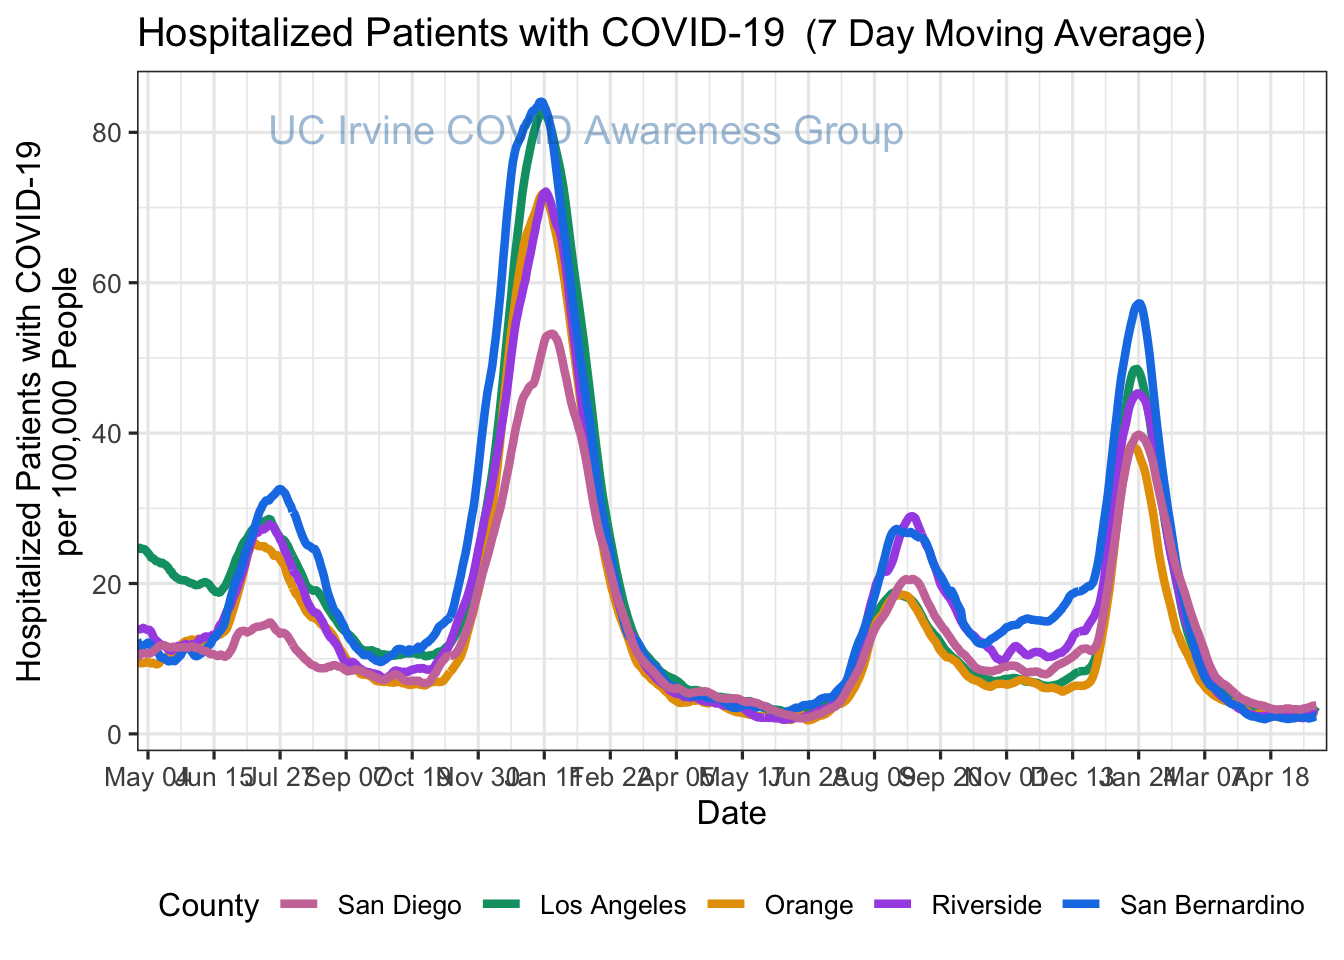 Hospitalized Patients with COVID-19 (7 Day Moving Average)
UC Irvine COVID Awareness Group
Hospitalized Patients with COVID-19
per 100,000 People
80
60
40
20
0
May 04 Jun 15 Jul 27 Sep 07 Oct 19 Nov 30 Jan 11 Feb 22 Apr 05 May 17 Jun 28 Aug 09 Sep 20 Nov 01 Dec 13 Jan 24 Mar 07 Apr 18
Date
County San Diego Los Angeles Orange Riverside San Bernardino